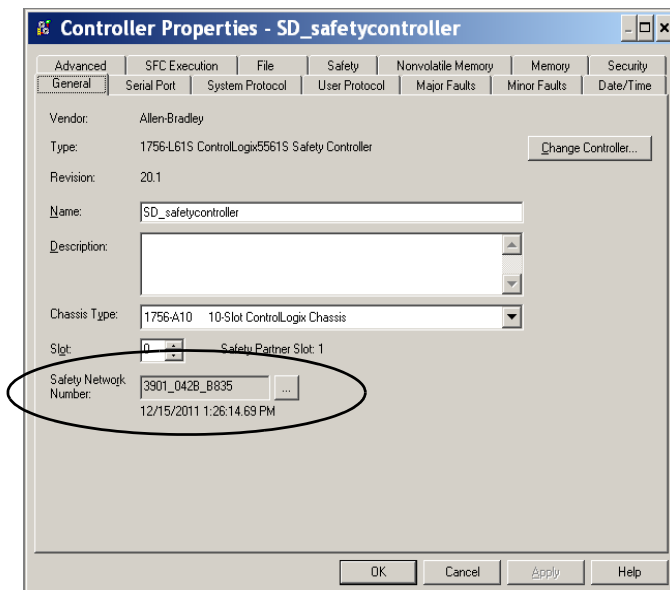 Controller Properties - SD_safetycontroller
Advanced SFC Execution File Safety Nonvolatile Memory Memory Security
General Serial Port System Protocol User Protocol Major Faults Minor Faults Date/Time
Vendor: Allen-Bradley
Type: 1756-L61S ControlLogix5561S Safety Controller Change Controller...
Revision: 20.1
Name: SD_safetycontroller
Description:
Chassis Type: 1756-A10 10-Slot ControlLogix Chassis
Slot: 0 Safety Partner Slot: 1
Safety Network
Number: 3901_042B_B835 ...
12/15/2011 1:26:14.69 PM
OK Cancel Apply Help